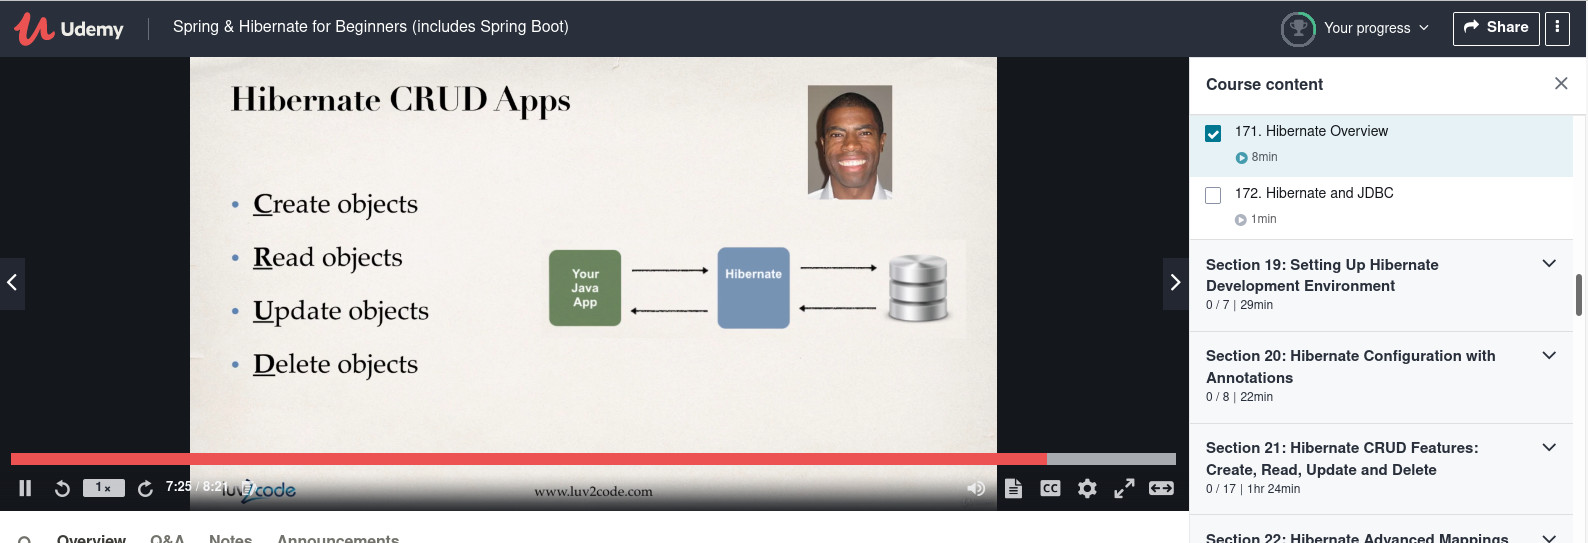 Udemy
Spring & Hibernate for Beginners (includes Spring Boot)
Your progress
Share
Hibernate CRUD Apps
• Create objects
• Read objects
• Update objects
• Delete objects
Your
Java
App
Hibernate
1×
7:25 / 8:21
luv2code
www.luv2code.com
CC
Overview
Q&A
Notes
Announcements
Course content
171. Hibernate Overview
8min
172. Hibernate and JDBC
1min
Section 19: Setting Up Hibernate
Development Environment
0 / 7 | 29min
Section 20: Hibernate Configuration with
Annotations
0 / 8 | 22min
Section 21: Hibernate CRUD Features:
Create, Read, Update and Delete
0 / 17 | 1hr 24min
Section 22: Hibernate Advanced Mappings